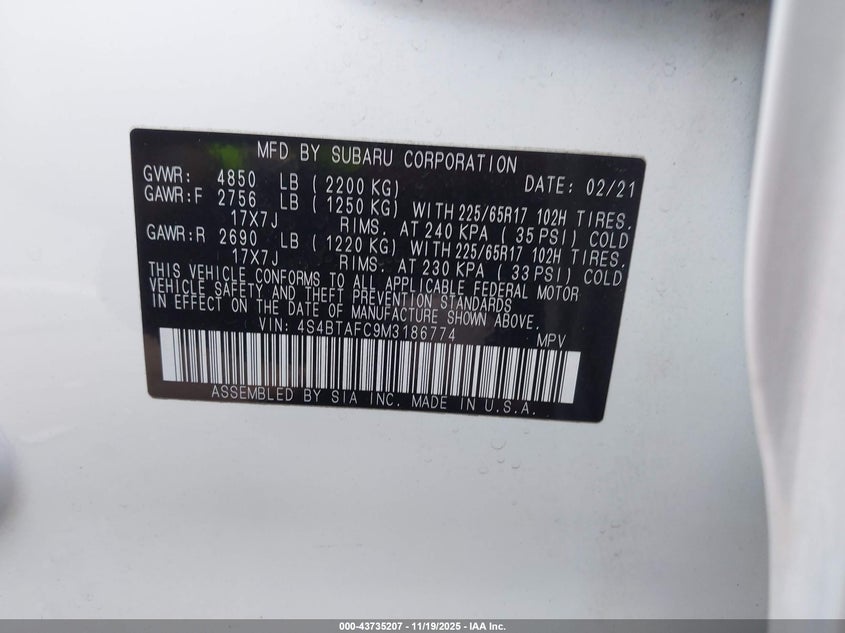 MFD BY SUBARU CORPORATION
GVWR: 4850 LB (2200 KG) DATE: 02/21
GAWR:F 2756 LB (1250 KG) WITH 225/65R17 102H TIRES,
17X7J RIMS. AT 240 KPA (35 PSI) COLD
GAWR:R 2690 LB (1220 KG) WITH 225/65R17 102H TIRES,
17X7J RIMS. AT 230 KPA (33 PSI) COLD
THIS VEHICLE CONFORMS TO ALL APPLICABLE FEDERAL MOTOR
VEHICLE SAFETY AND THEFT PREVENTION STANDARDS
IN EFFECT ON THE DATE OF MANUFACTURE SHOWN ABOVE.
VIN: 4S4BTAFC9M3186774 MPV
ASSEMBLED BY SIA INC. MADE IN U.S.A.
000-43735207 - 11/19/2025 - IAA Inc.